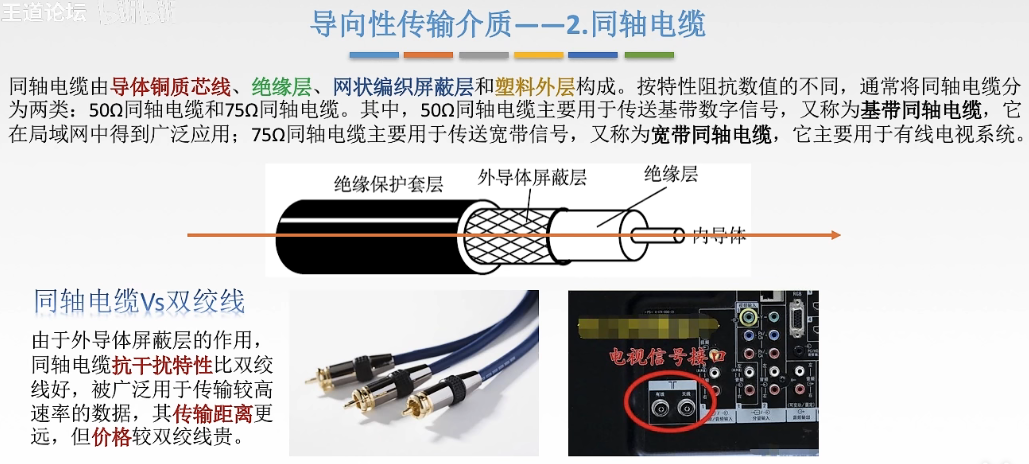 王道论坛
导向性传输介质——2.同轴电缆
同轴电缆由导体铜质芯线、绝缘层、网状编织屏蔽层和塑料外层构成。按特性阻抗数值的不同，通常将同轴电缆分
为两类：50Ω同轴电缆和75Ω同轴电缆。其中，50Ω同轴电缆主要用于传送基带数字信号，又称为基带同轴电缆，它
在局域网中得到广泛应用；75Ω同轴电缆主要用于传送宽带信号，又称为宽带同轴电缆，它主要用于有线电视系统。
绝缘保护套层
外导体屏蔽层
绝缘层
内导体
同轴电缆Vs双绞线
由于外导体屏蔽层的作用，
同轴电缆抗干扰特性比双绞
线好，被广泛用于传输较高
速率的数据，其传输距离更
远，但价格较双绞线贵。
电视信号接口
RGB